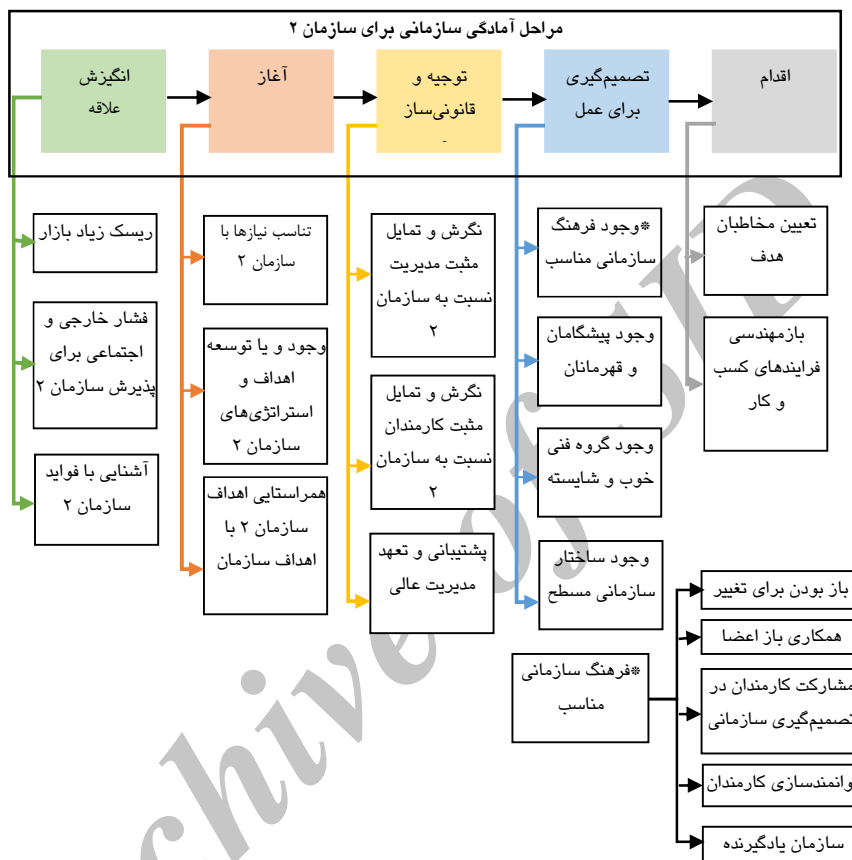 مراحل آمادگی سازمانی برای سازمان ۲
انگیزش
علاقه
آغاز
توجیه و
قانونی‌ساز
-
تصمیم‌گیری
برای عمل
اقدام
ریسک زیاد بازار
فشار خارجی و
اجتماعی برای
پذیرش سازمان ۲
آشنایی با فواید
سازمان ۲
تناسب نیازها با
سازمان ۲
وجود و یا توسعه
اهداف و
استراتژی‌های
سازمان ۲
همراستایی اهداف
سازمان ۲ با
اهداف سازمان
نگرش و تمایل
مثبت مدیریت
نسبت به سازمان
۲
نگرش و تمایل
مثبت کارمندان
نسبت به سازمان
۲
پشتیبانی و تعهد
مدیریت عالی
*وجود فرهنگ
سازمانی مناسب
وجود پیشگامان
و قهرمانان
وجود گروه فنی
خوب و شایسته
وجود ساختار
سازمانی مسطح
تعیین مخاطبان
هدف
بازمهندسی
فرایندهای کسب
و کار
*فرهنگ سازمانی
مناسب
باز بودن برای تغییر
همکاری باز اعضا
مشارکت کارمندان در
تصمیم‌گیری سازمانی
وانمندسازی کارمندان
سازمان یادگیرنده
chive of SID